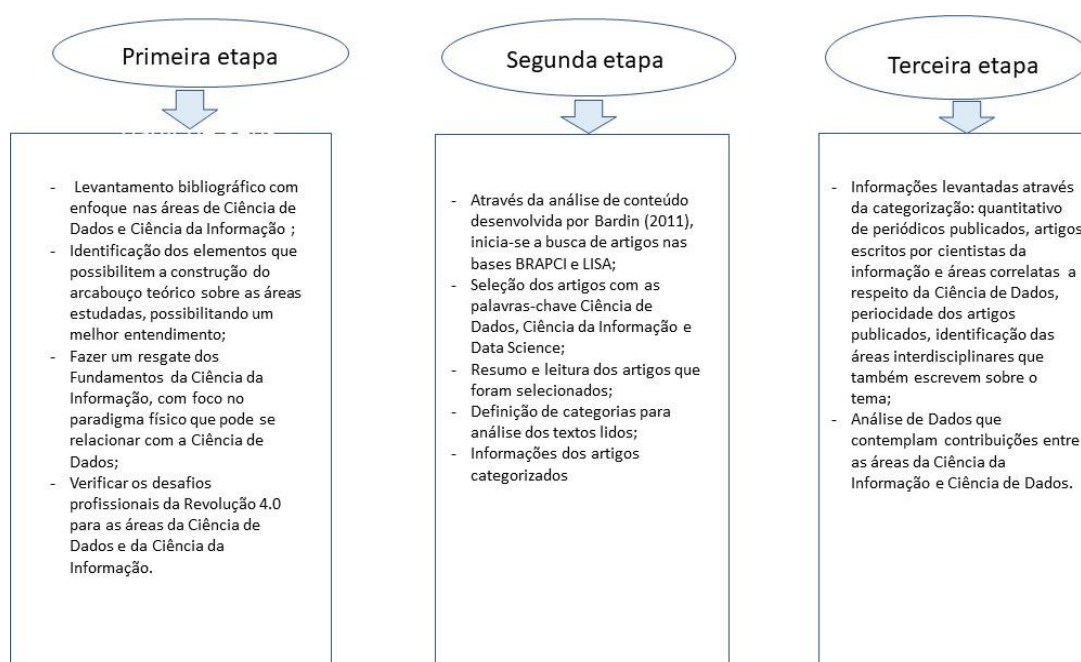 Primeira etapa
- Levantamento bibliográfico com
enfoque nas áreas de Ciência de
Dados e Ciência da Informação ;
- Identificação dos elementos que
possibilitem a construção do
arcabouço teórico sobre as áreas
estudadas, possibilitando um
melhor entendimento;
- Fazer um resgate dos
Fundamentos da Ciência da
Informação, com foco no
paradigma físico que pode se
relacionar com a Ciência de
Dados;
- Verificar os desafios
profissionais da Revolução 4.0
para as áreas da Ciência de
Dados e da Ciência da
Informação.
Segunda etapa
- Através da análise de conteúdo
desenvolvida por Bardin (2011),
inicia-se a busca de artigos nas
bases BRAPCI e LISA;
- Seleção dos artigos com as
palavras-chave Ciência de
Dados, Ciência da Informação e
Data Science;
- Resumo e leitura dos artigos que
foram selecionados;
- Definição de categorias para
análise dos textos lidos;
- Informações dos artigos
categorizados
Terceira etapa
- Informações levantadas através
da categorização: quantitativo
de periódicos publicados, artigos
escritos por cientistas da
informação e áreas correlatas a
respeito da Ciência de Dados,
periocidade dos artigos
publicados, identificação das
áreas interdisciplinares que
também escrevem sobre o
tema;
- Análise de Dados que
contemplam contribuições entre
as áreas da Ciência da
Informação e Ciência de Dados.